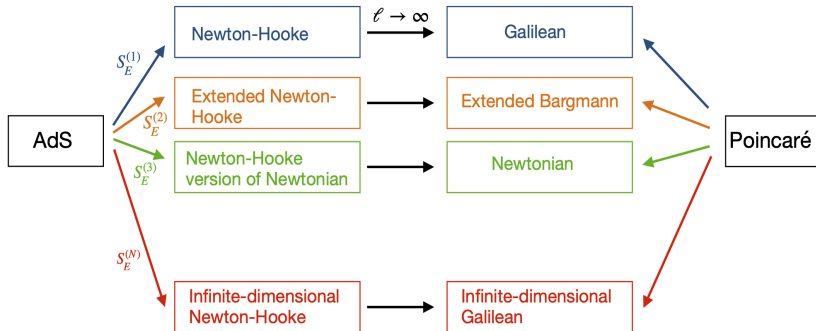 ℓ → ∞
Newton-Hooke
Galilean
S_E^{(1)}
Extended Newton-
Hooke
Extended Bargmann
S_E^{(2)}
AdS
Poincaré
Newton-Hooke
version of Newtonian
Newtonian
S_E^{(3)}
S_E^{(N)}
Infinite-dimensional
Newton-Hooke
Infinite-dimensional
Galilean